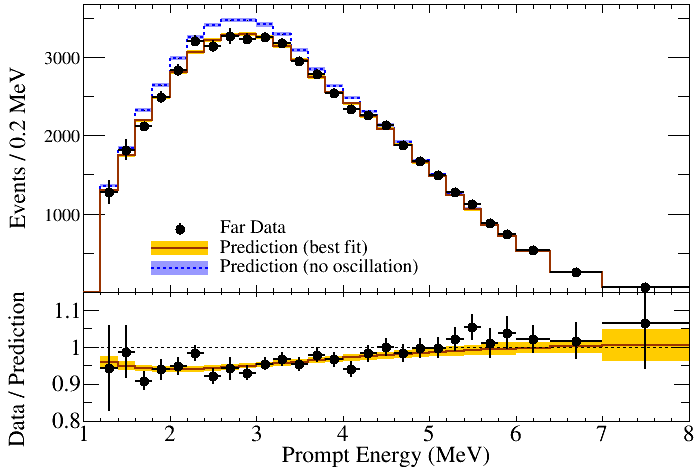 Events / 0.2 MeV
3000
2000
1000
Far Data
Prediction (best fit)
Prediction (no oscillation)
Data / Prediction
1.1
1
0.9
0.8
1 2 3 4 5 6 7 8
Prompt Energy (MeV)